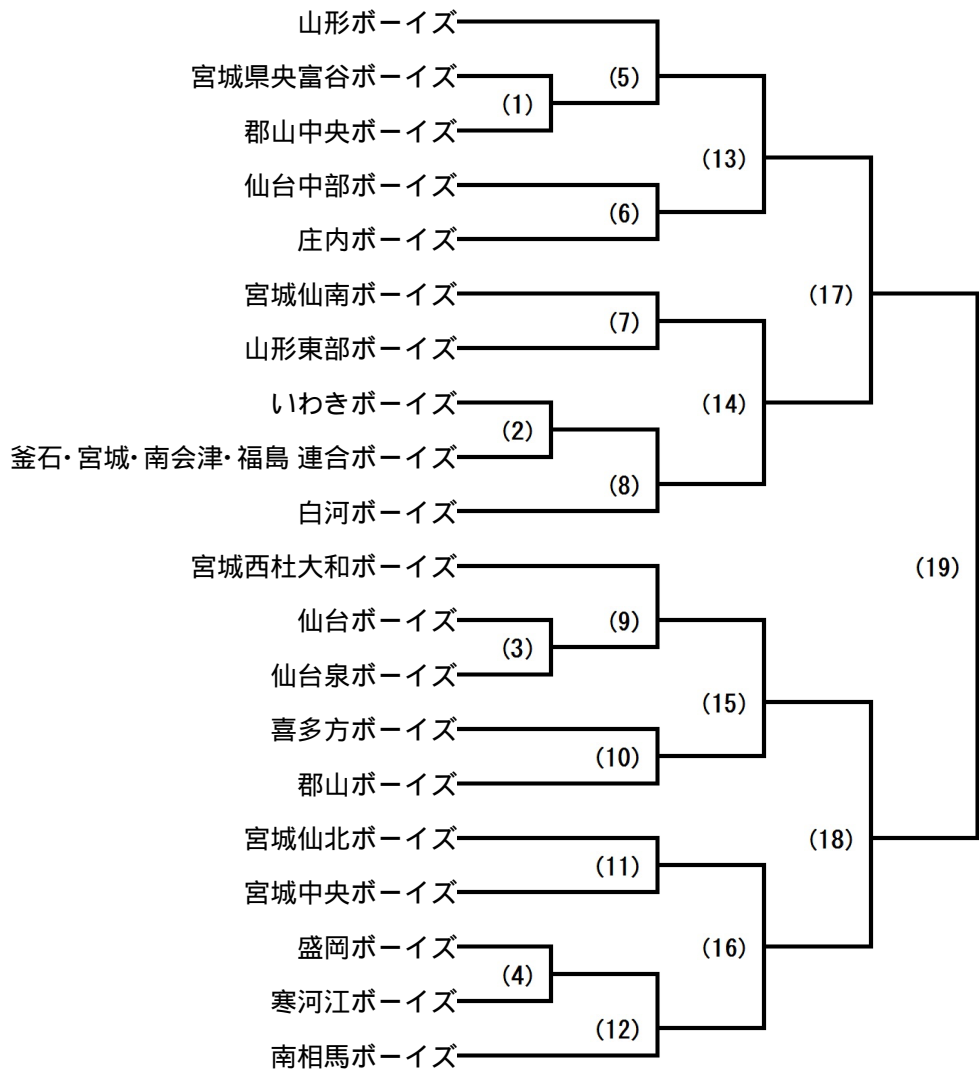 山形ボーイズ
宮城県央富谷ボーイズ
(5)
(1)
郡山中央ボーイズ
(13)
仙台中部ボーイズ
(6)
庄内ボーイズ
宮城仙南ボーイズ
(17)
(7)
山形東部ボーイズ
いわきボーイズ
(14)
(2)
釜石・宮城・南会津・福島 連合ボーイズ
(8)
白河ボーイズ
宮城西杜大和ボーイズ
(19)
仙台ボーイズ
(9)
(3)
仙台泉ボーイズ
(15)
喜多方ボーイズ
(10)
郡山ボーイズ
宮城仙北ボーイズ
(18)
(11)
宮城中央ボーイズ
盛岡ボーイズ
(16)
(4)
寒河江ボーイズ
(12)
南相馬ボーイズ